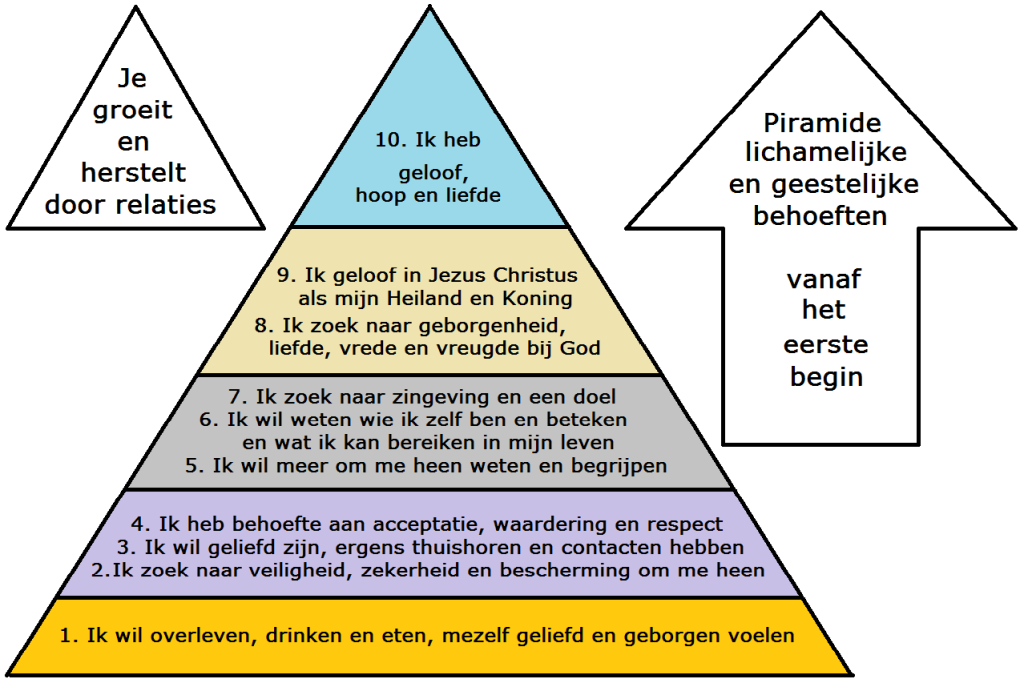 Je
groeit
en
herstelt
door relaties
10. Ik heb
geloof,
hoop en liefde
9. Ik geloof in Jezus Christus
als mijn Heiland en Koning
8. Ik zoek naar geborgenheid,
liefde, vrede en vreugde bij God
7. Ik zoek naar zingeving en een doel
6. Ik wil weten wie ik zelf ben en beteken
en wat ik kan bereiken in mijn leven
5. Ik wil meer om me heen weten en begrijpen
4. Ik heb behoefte aan acceptatie, waardering en respect
3. Ik wil geliefd zijn, ergens thuishoren en contacten hebben
2.Ik zoek naar veiligheid, zekerheid en bescherming om me heen
1. Ik wil overleven, drinken en eten, mezelf geliefd en geborgen voelen
Piramide
lichamelijke
en geestelijke
behoeften
vanaf
het
eerste
begin